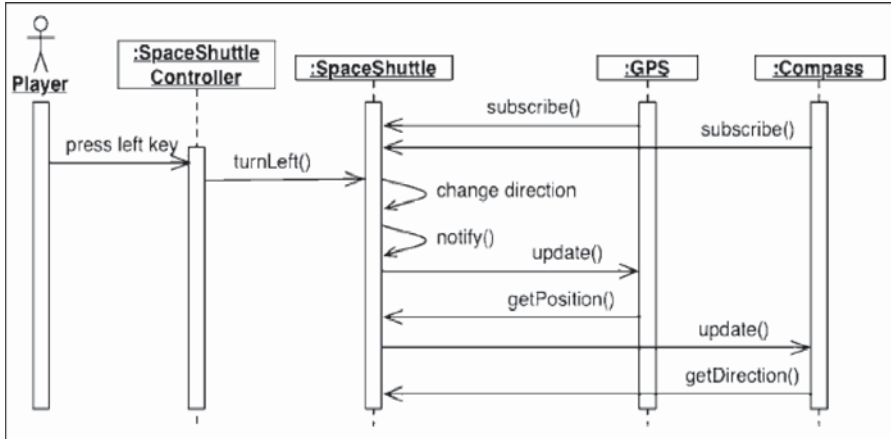 :SpaceShuttle
Controller
:SpaceShuttle
:GPS
:Compass
Player
subscribe()
subscribe()
press left key
turnLeft()
change direction
notify()
update()
getPosition()
update()
getDirection()